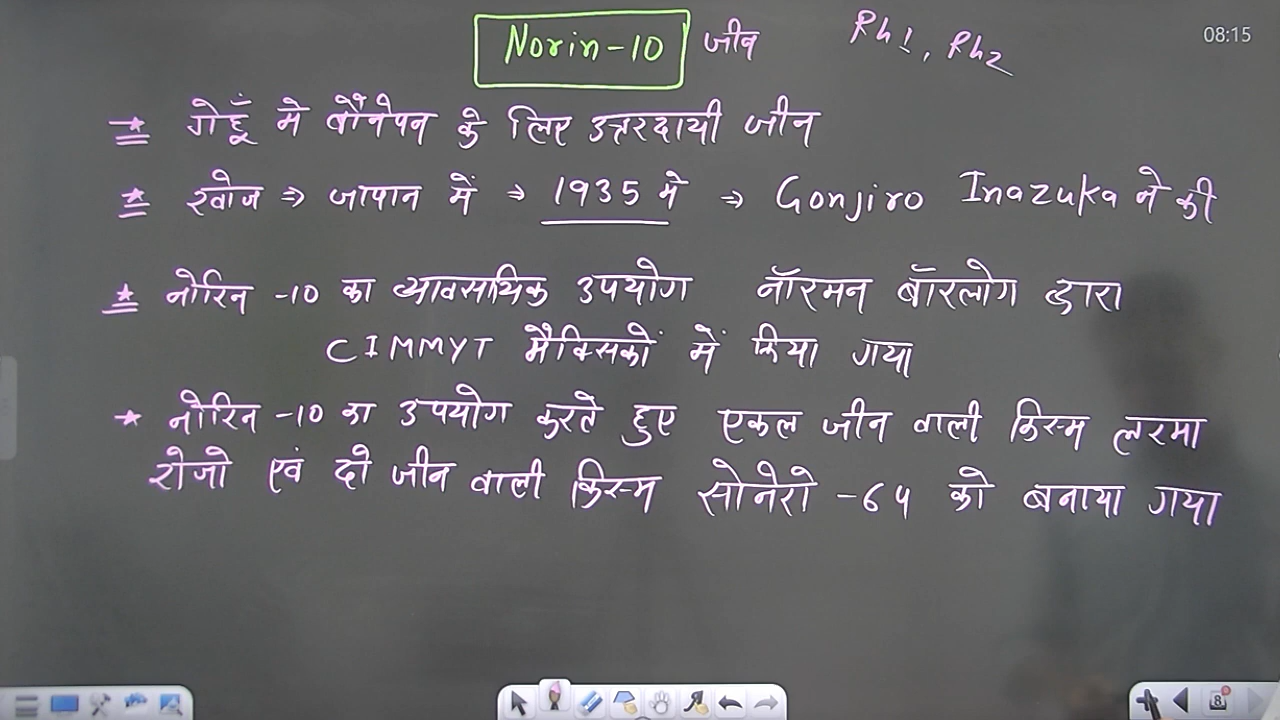 Norin-10 जीन Rh1, Rh2
08:15
* गेहूँ मे बौनेपन के लिए उत्तरदायी जीन
* खोज ⇒ जापान में ⇒ 1935 मे ⇒ Gonjiro Inazuka ने की
* नोरिन -10 का व्यावसायिक उपयोग नॉरमन बॉरलोग द्वारा
CIMMYT मैक्सिकों में किया गया
* नोरिन -10 का उपयोग करते हुए एकल जीन वाली किस्म लरमा
रोजो एवं दो जीन वाली किस्म सोनेरो -64 को बनाया गया
8